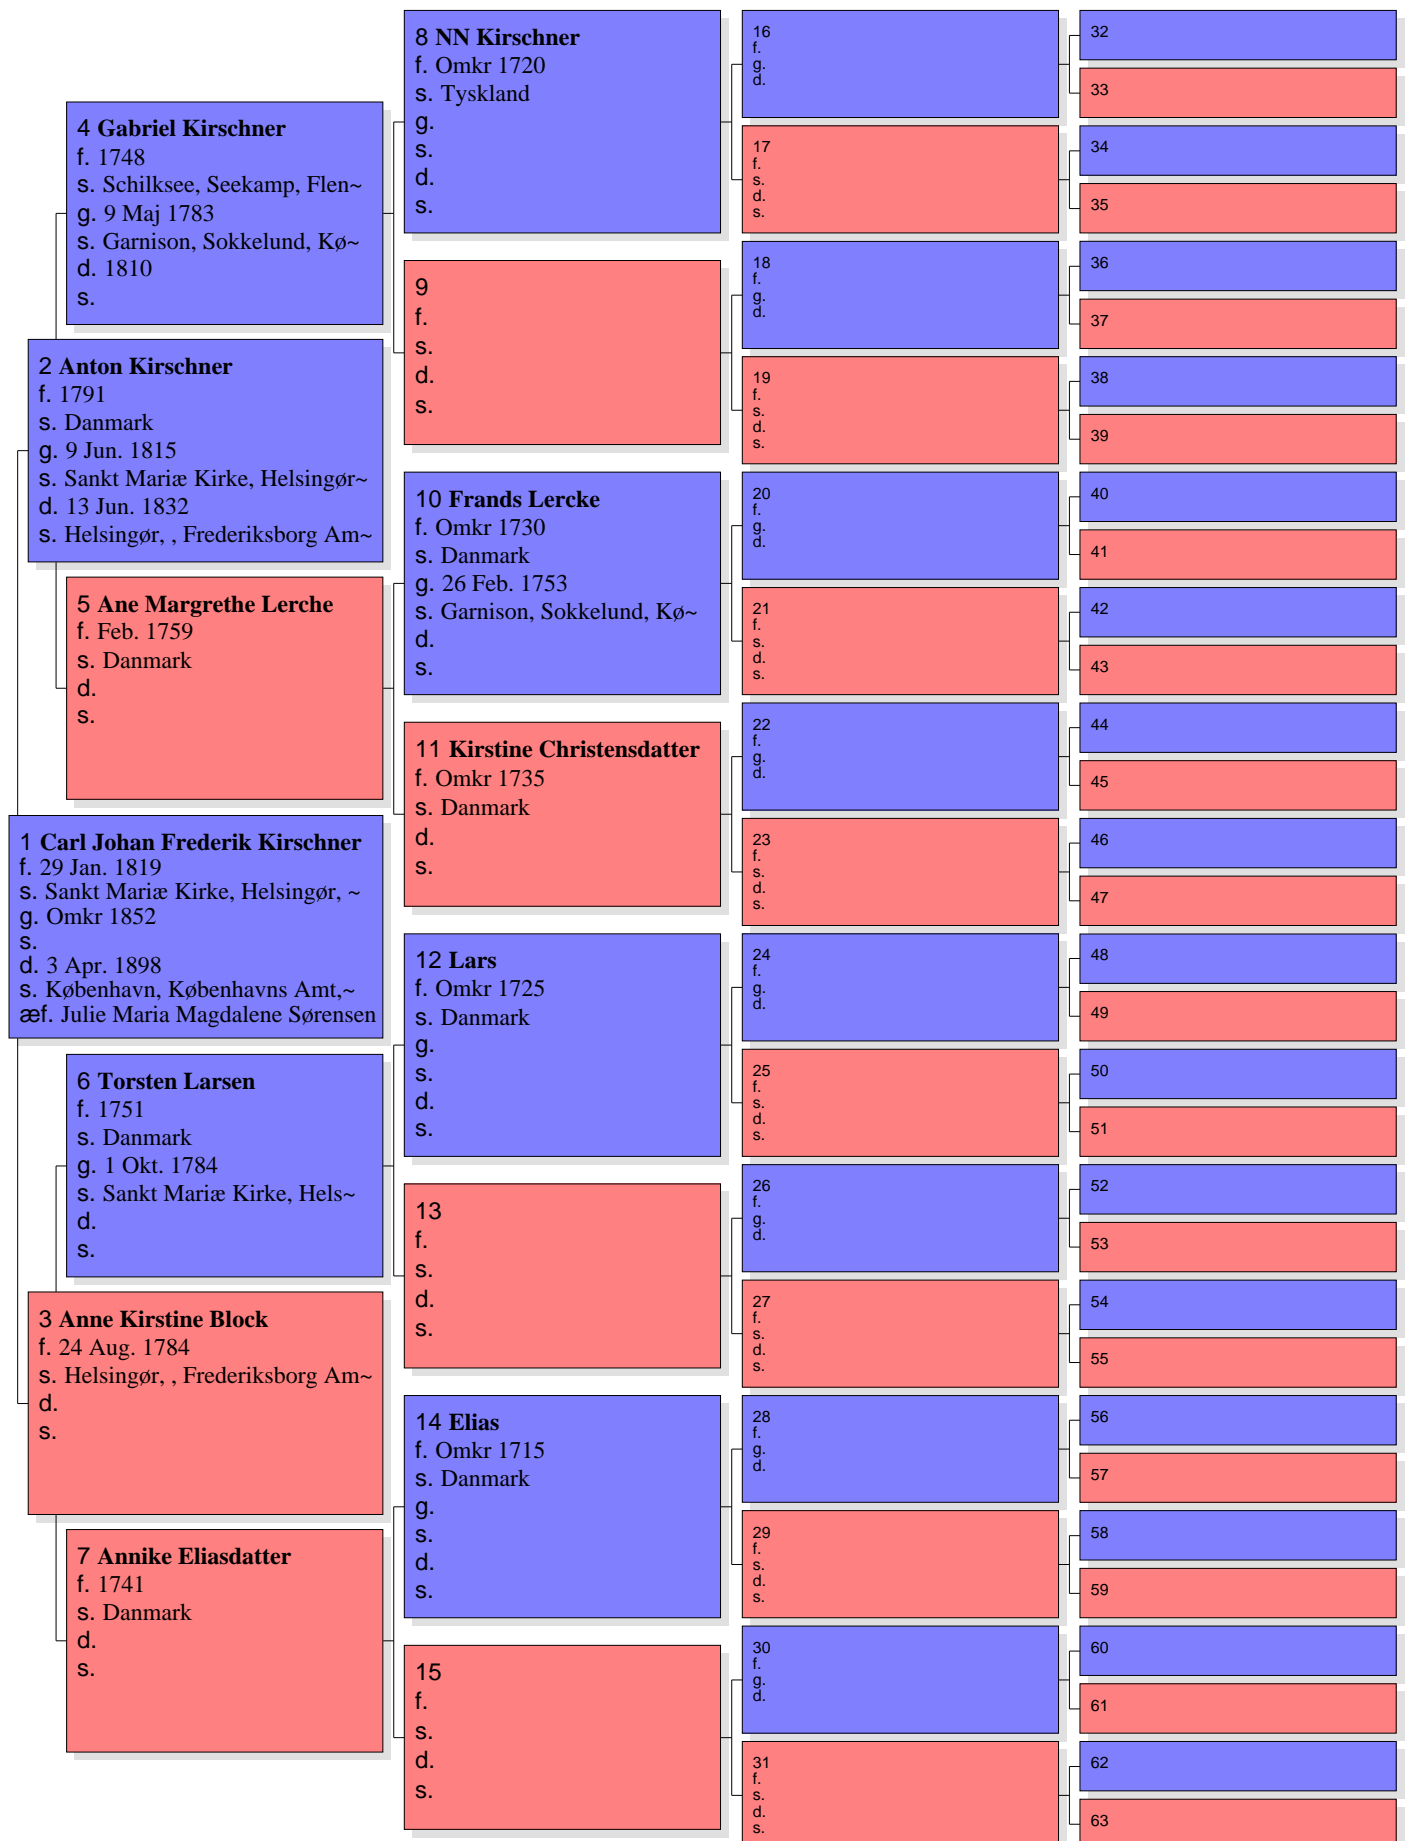 1 Carl Johan Frederik Kirschner
f. 29 Jan. 1819
s. Sankt Mariæ Kirke, Helsingør, ~
g. Omkr 1852
s.
d. 3 Apr. 1898
s. København, Københavns Amt,~
æf. Julie Maria Magdalene Sørensen
2 Anton Kirschner
f. 1791
s. Danmark
g. 9 Jun. 1815
s. Sankt Mariæ Kirke, Helsingør~
d. 13 Jun. 1832
s. Helsingør, , Frederiksborg Am~
3 Anne Kirstine Block
f. 24 Aug. 1784
s. Helsingør, , Frederiksborg Am~
d.
s.
4 Gabriel Kirschner
f. 1748
s. Schilksee, Seekamp, Flen~
g. 9 Maj 1783
s. Garnison, Sokkelund, Kø~
d. 1810
s.
5 Ane Margrethe Lerche
f. Feb. 1759
s. Danmark
d.
s.
6 Torsten Larsen
f. 1751
s. Danmark
g. 1 Okt. 1784
s. Sankt Mariæ Kirke, Hels~
d.
s.
7 Annike Eliasdatter
f. 1741
s. Danmark
d.
s.
8 NN Kirschner
f. Omkr 1720
s. Tyskland
g.
s.
d.
s.
9
f.
s.
d.
s.
10 Frands Lercke
f. Omkr 1730
s. Danmark
g. 26 Feb. 1753
s. Garnison, Sokkelund, Kø~
d.
s.
11 Kirstine Christensdatter
f. Omkr 1735
s. Danmark
d.
s.
12 Lars
f. Omkr 1725
s. Danmark
g.
s.
d.
s.
13
f.
s.
d.
s.
14 Elias
f. Omkr 1715
s. Danmark
g.
s.
d.
s.
15
f.
s.
d.
s.
16
f.
g.
d.
17
f.
s.
d.
s.
18
f.
g.
d.
19
f.
s.
d.
s.
20
f.
g.
d.
21
f.
s.
d.
s.
22
f.
g.
d.
23
f.
s.
d.
s.
24
f.
g.
d.
25
f.
s.
d.
s.
26
f.
g.
d.
27
f.
s.
d.
s.
28
f.
g.
d.
29
f.
s.
d.
s.
30
f.
g.
d.
31
f.
s.
d.
s.
32
33
34
35
36
37
38
39
40
41
42
43
44
45
46
47
48
49
50
51
52
53
54
55
56
57
58
59
60
61
62
63